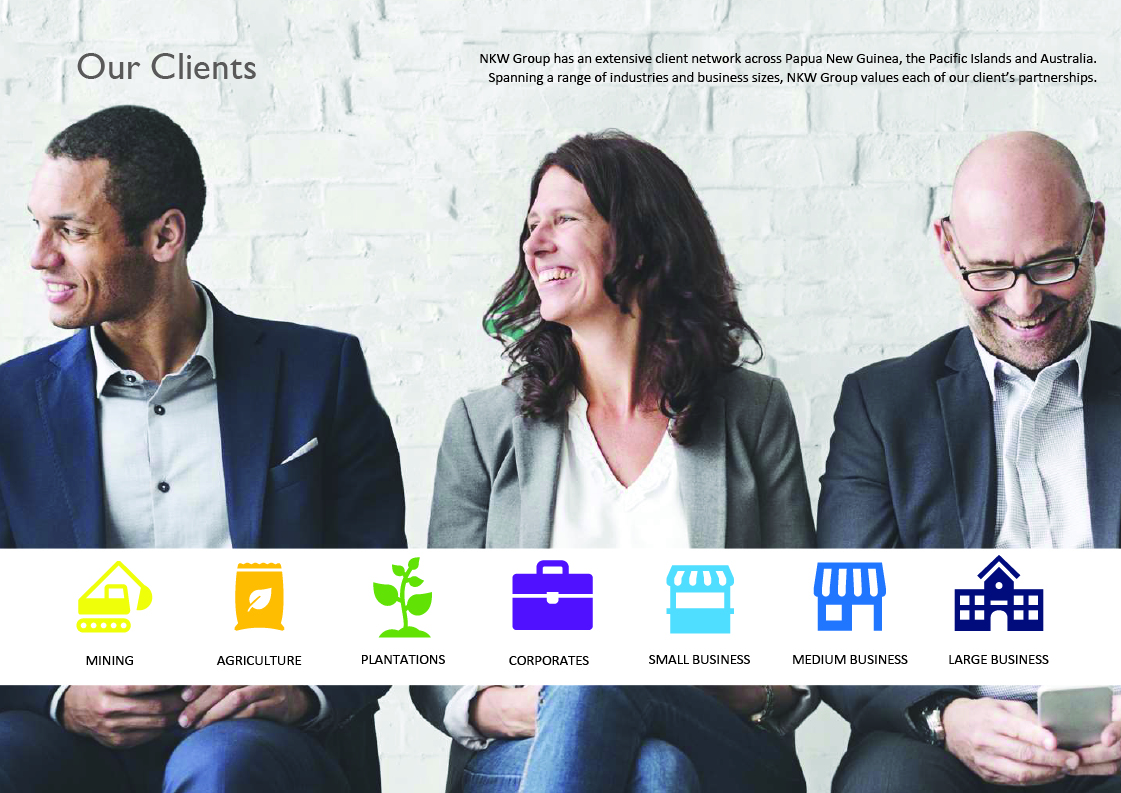 Our Clients
NKW Group has an extensive client network across Papua New Guinea, the Pacific Islands and Australia.
Spanning a range of industries and business sizes, NKW Group values each of our client's partnerships.
MINING
AGRICULTURE
PLANTATIONS
CORPORATES
SMALL BUSINESS
MEDIUM BUSINESS
LARGE BUSINESS